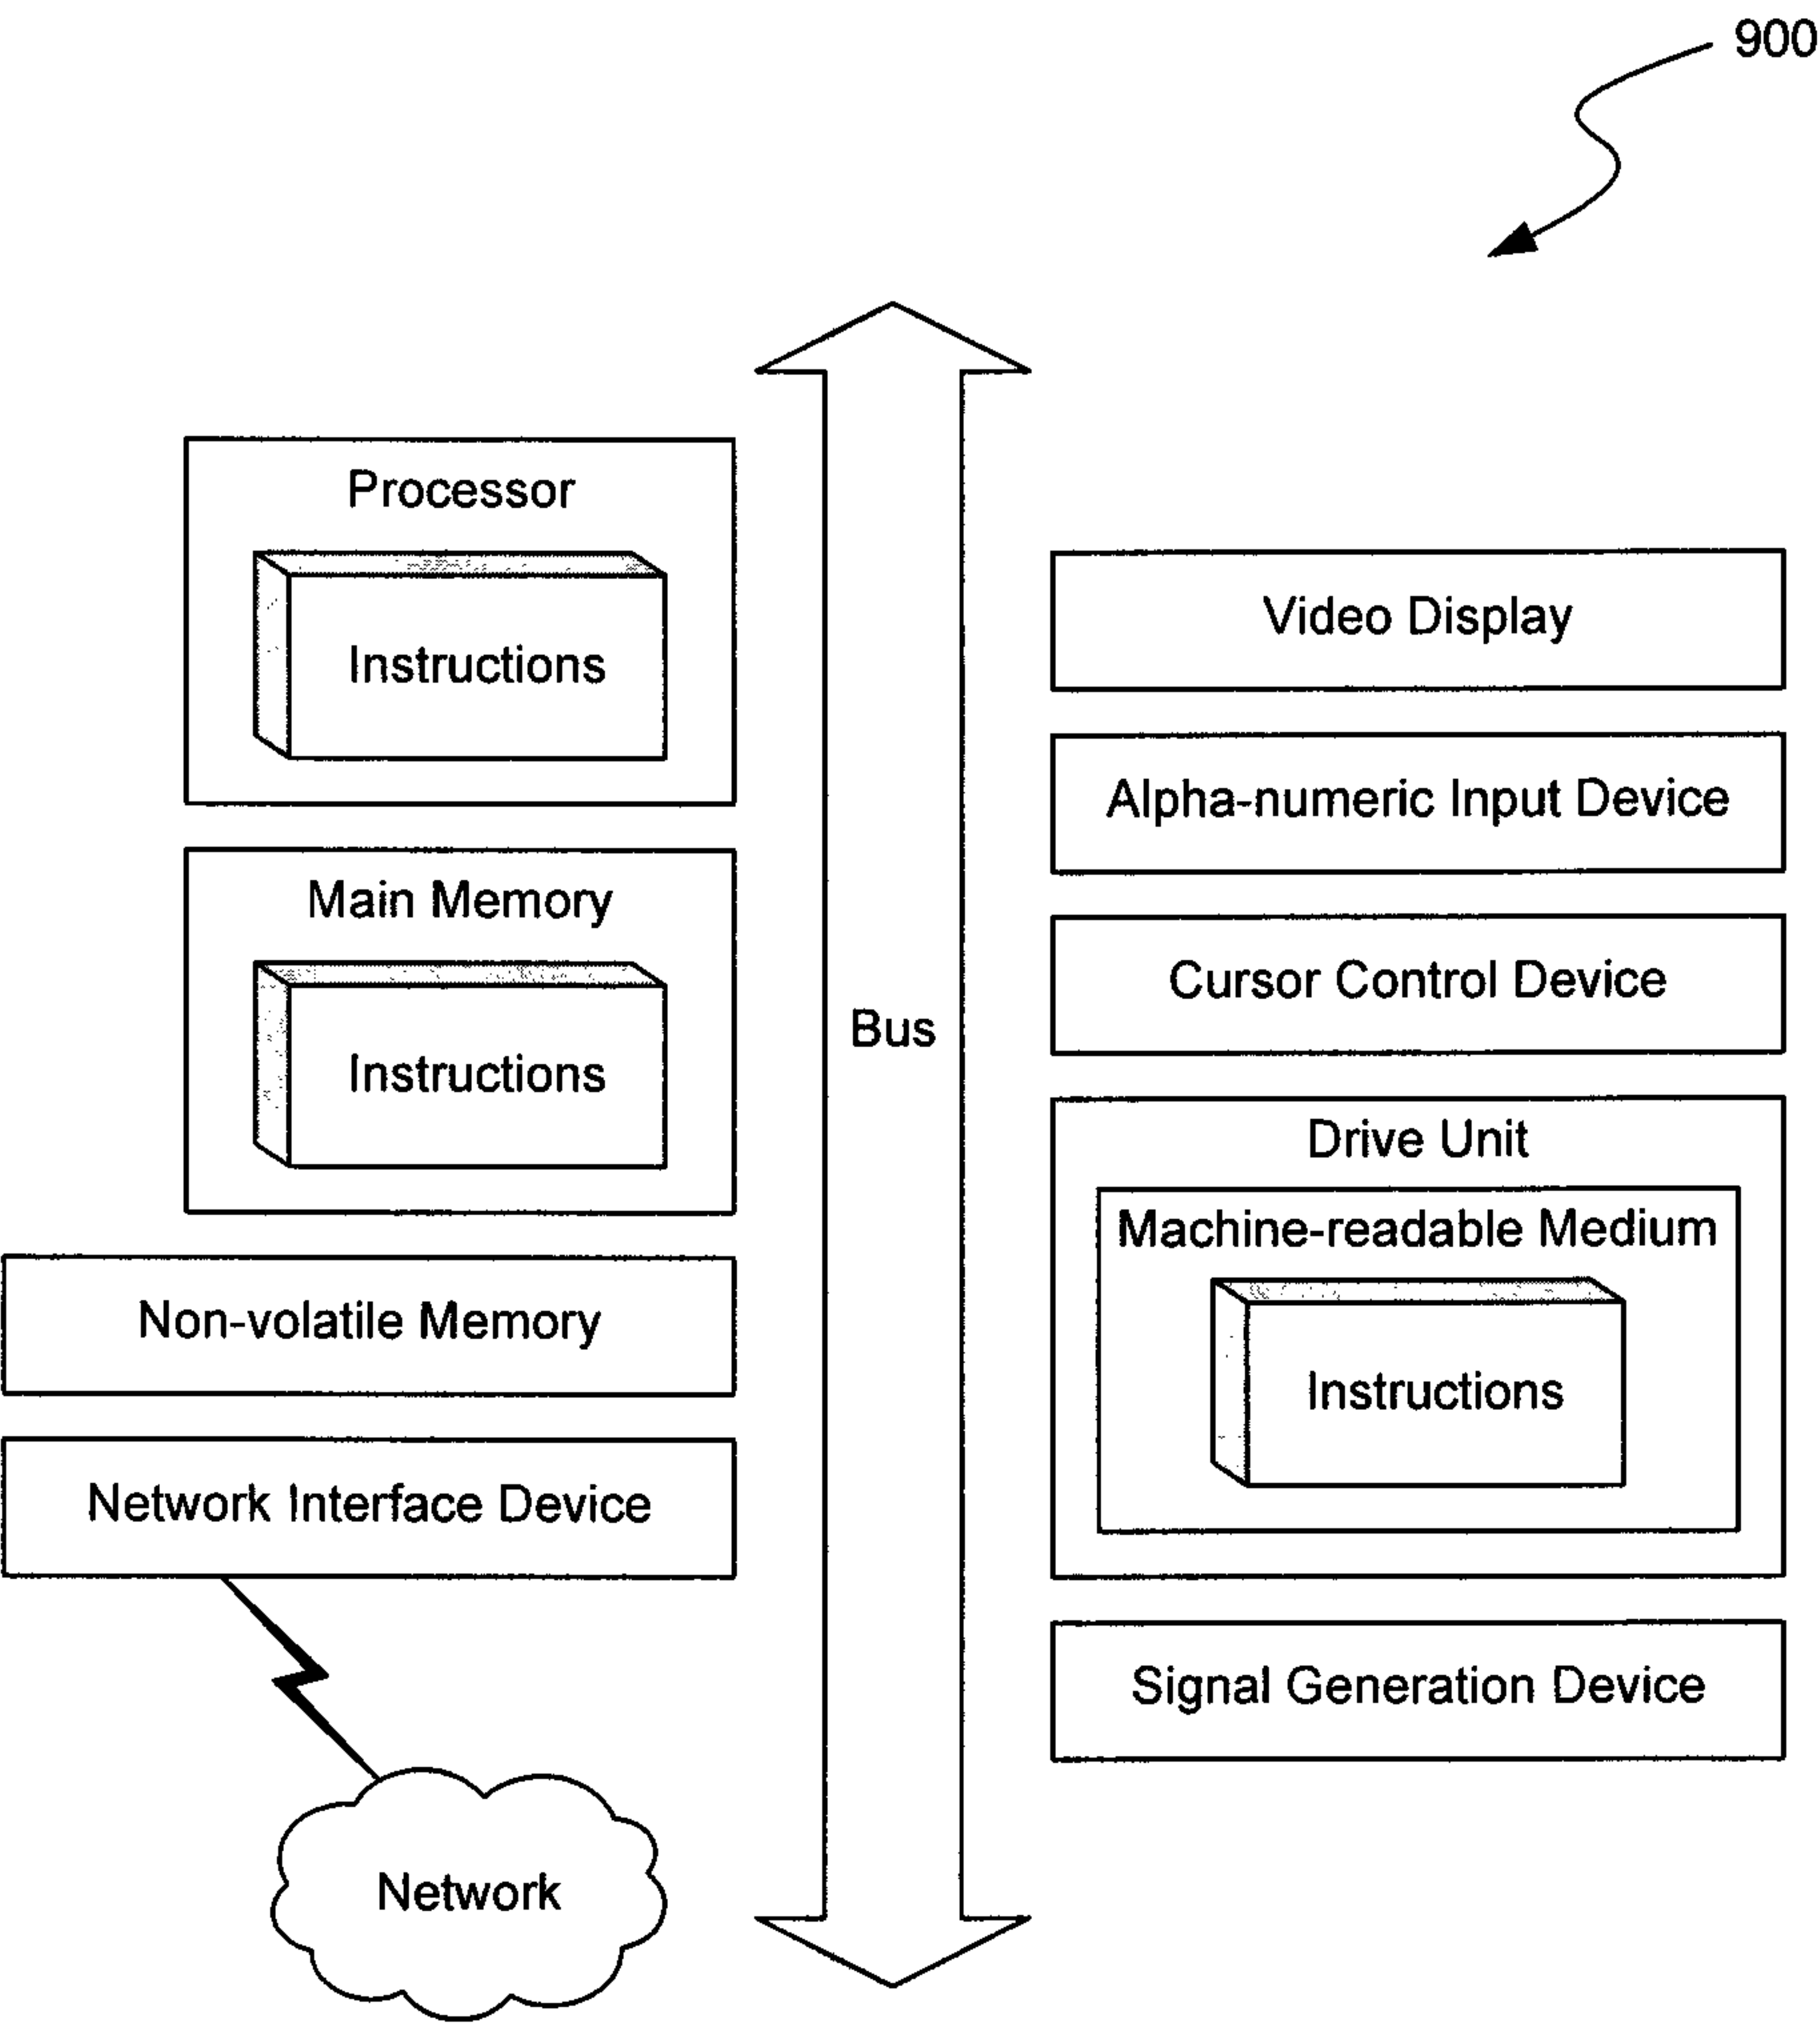 900
Processor
Instructions
Main Memory
Instructions
Non-volatile Memory
Network Interface Device
Network
Bus
Video Display
Alpha-numeric Input Device
Cursor Control Device
Drive Unit
Machine-readable Medium
Instructions
Signal Generation Device